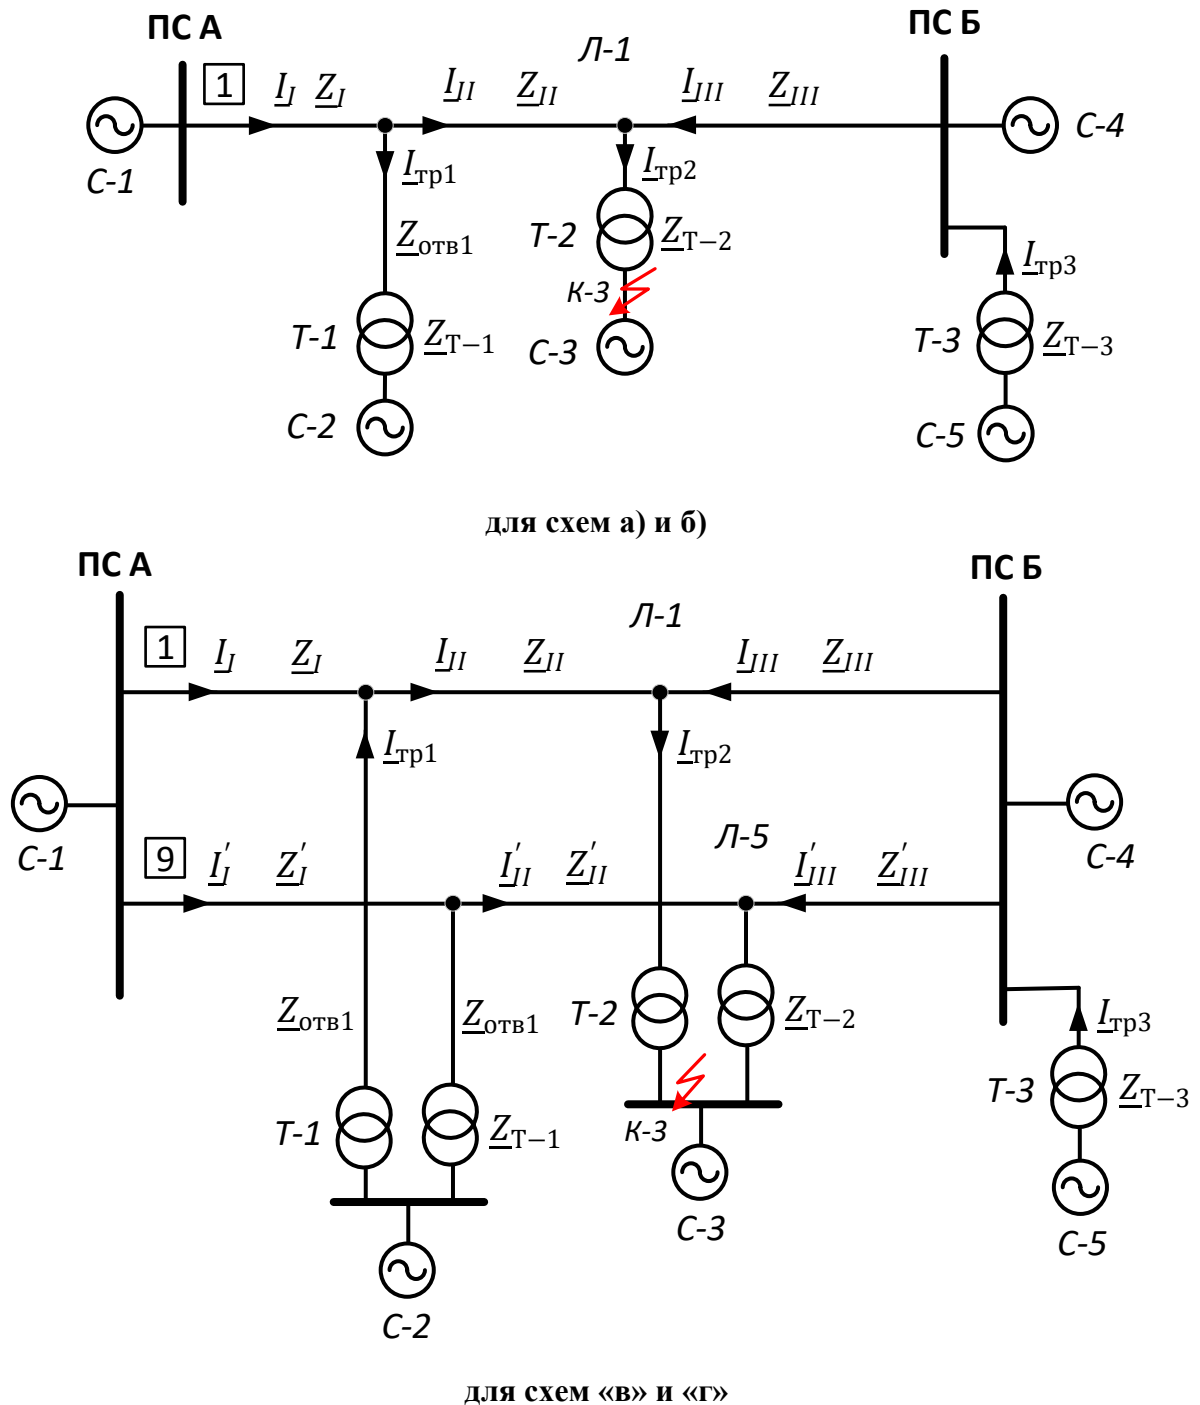 ПС А
ПС Б
Л-1
1
I_I Z_I
I_II Z_II
I_III Z_III
С-1
С-4
I_тр1
I_тр2
Z_отв1
Т-2 Z_Т−2
I_тр3
К-3
Т-1 Z_Т−1
С-3
Т-3 Z_Т−3
С-2
С-5
для схем а) и б)
ПС А
ПС Б
Л-1
1
I_I Z_I
I_II Z_II
I_III Z_III
I_тр1
I_тр2
С-1
С-4
9
I'_I Z'_I
I'_II Z'_II
Л-5
I'_III Z'_III
Z_отв1
Z_отв1
Т-2
Z_Т−2
I_тр3
Т-3 Z_Т−3
Т-1
Z_Т−1
К-3
С-3
С-5
С-2
для схем «в» и «г»